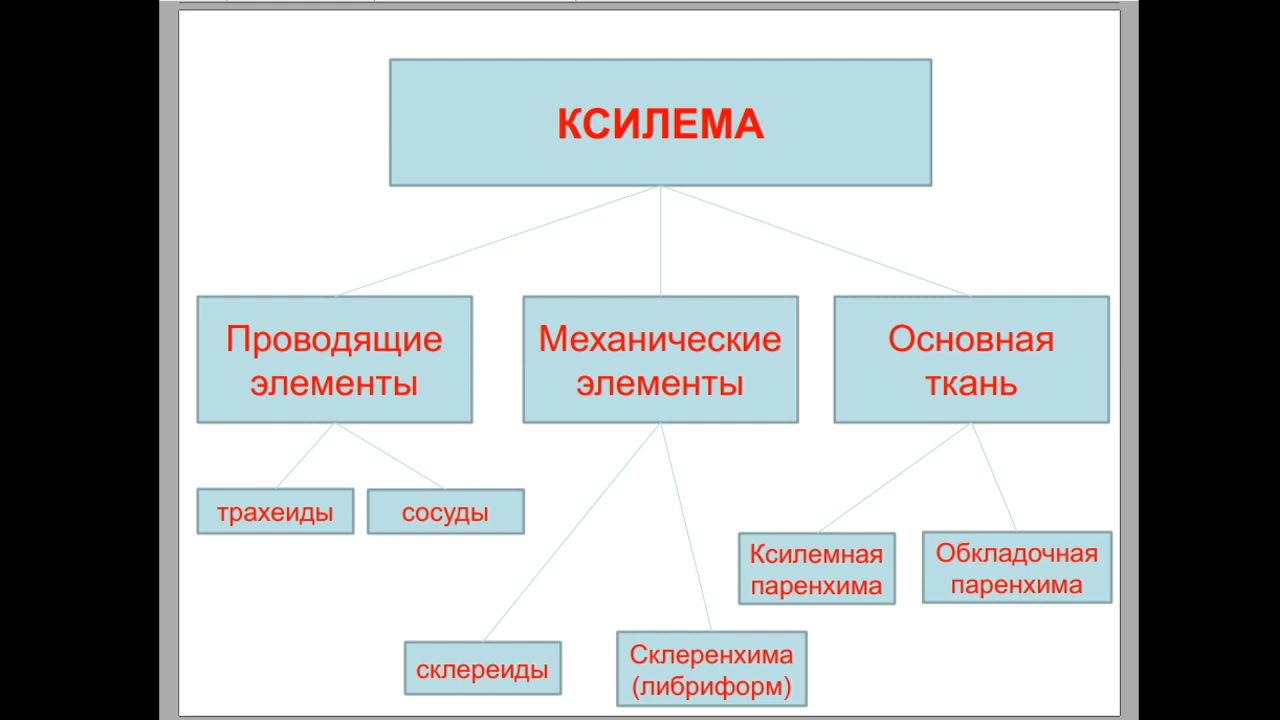 КСИЛЕМА
Проводящие
элементы
Механические
элементы
Основная
ткань
трахеиды
сосуды
Ксилемная
паренхима
Обкладочная
паренхима
склереиды
Склеренхима
(либриформ)